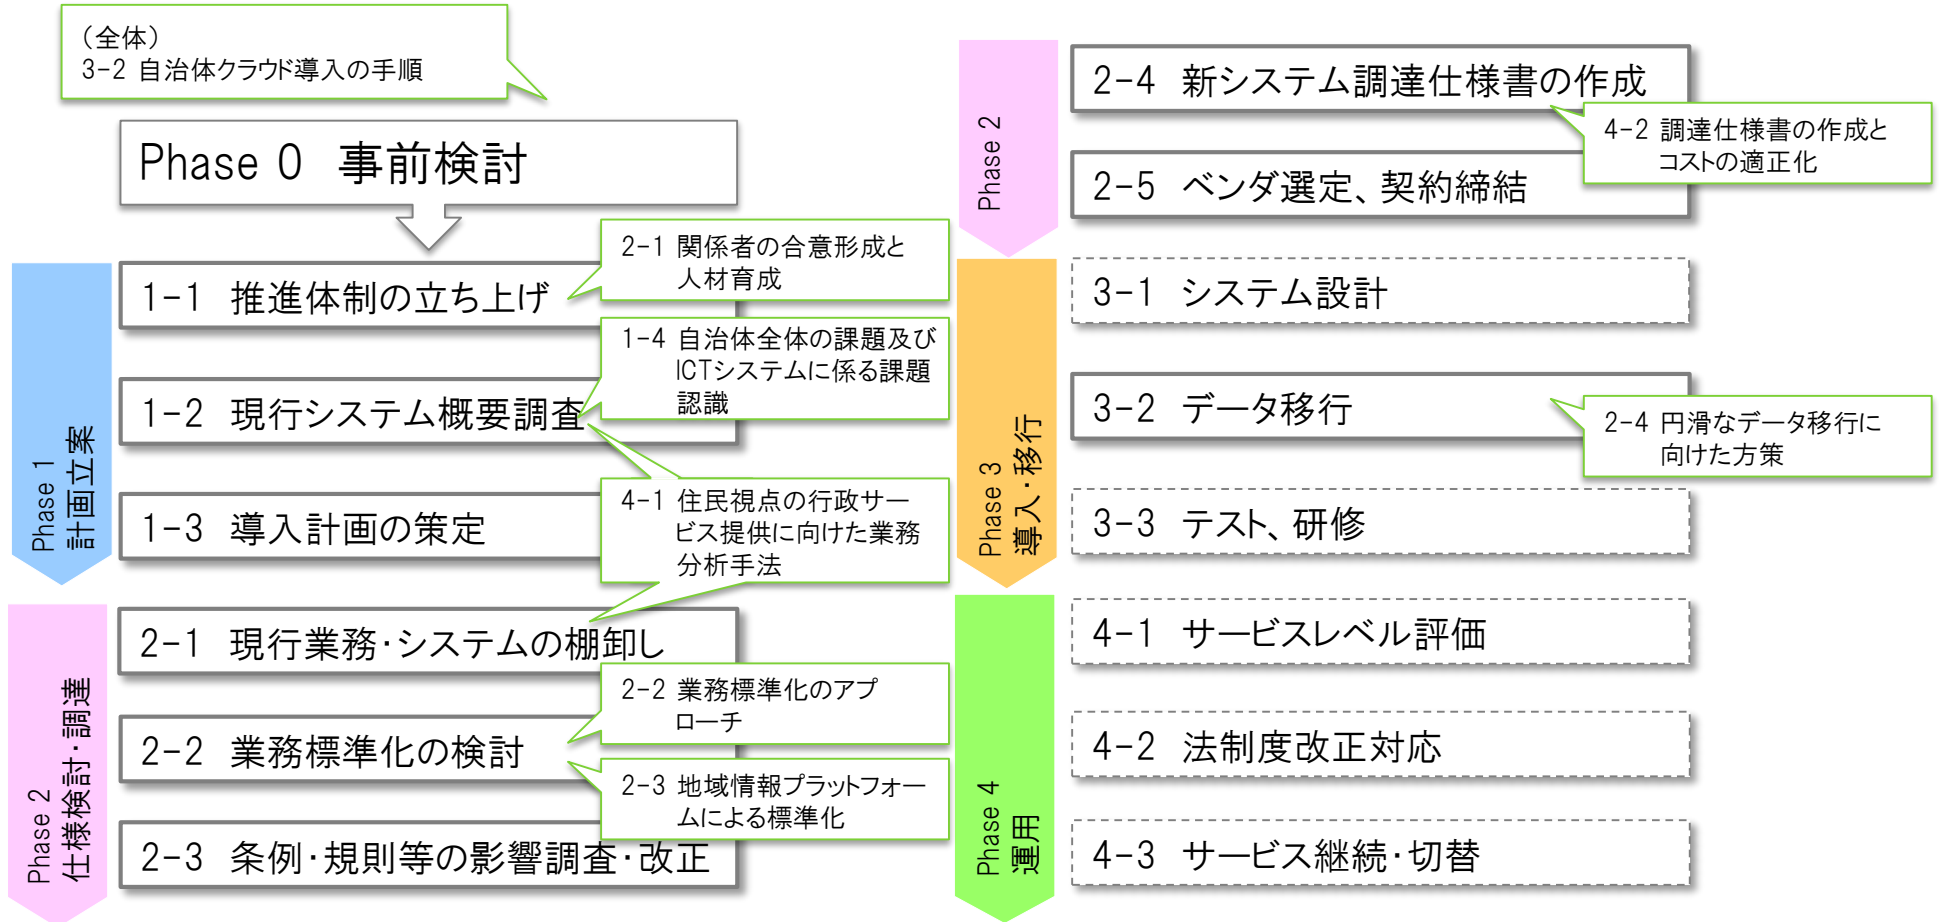 （全体）
3-2 自治体クラウド導入の手順
Phase 0 事前検討
Phase 1
計画立案
1-1 推進体制の立ち上げ
2-1 関係者の合意形成と
人材育成
1-2 現行システム概要調査
1-4 自治体全体の課題及び
ICTシステムに係る課題
認識
4-1 住民視点の行政サー
ビス提供に向けた業務
分析手法
1-3 導入計画の策定
Phase 2
仕様検討・調達
2-1 現行業務・システムの棚卸し
2-2 業務標準化の検討
2-2 業務標準化のアプ
ローチ
2-3 地域情報プラットフォー
ムによる標準化
2-3 条例・規則等の影響調査・改正
Phase 2
2-4 新システム調達仕様書の作成
4-2 調達仕様書の作成と
コストの適正化
2-5 ベンダ選定、契約締結
Phase 3
導入・移行
3-1 システム設計
3-2 データ移行
2-4 円滑なデータ移行に
向けた方策
3-3 テスト、研修
Phase 4
運用
4-1 サービスレベル評価
4-2 法制度改正対応
4-3 サービス継続・切替